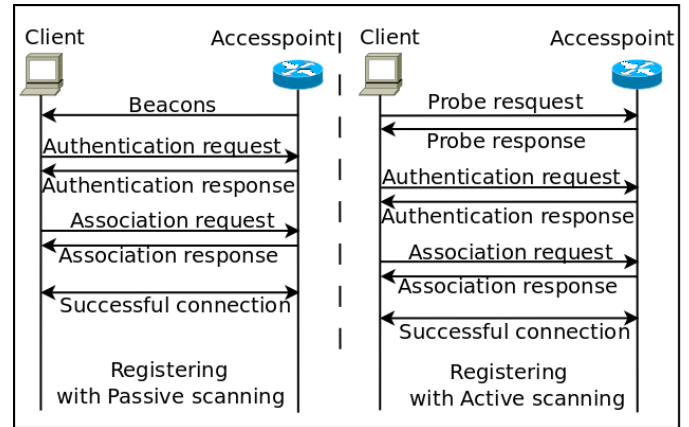 Client
Accesspoint
Beacons
Authentication request
Authentication response
Association request
Association response
Successful connection
Registering
with Passive scanning
Client
Accesspoint
Probe resquest
Probe response
Authentication request
Authentication response
Association request
Association response
Successful connection
Registering
with Active scanning